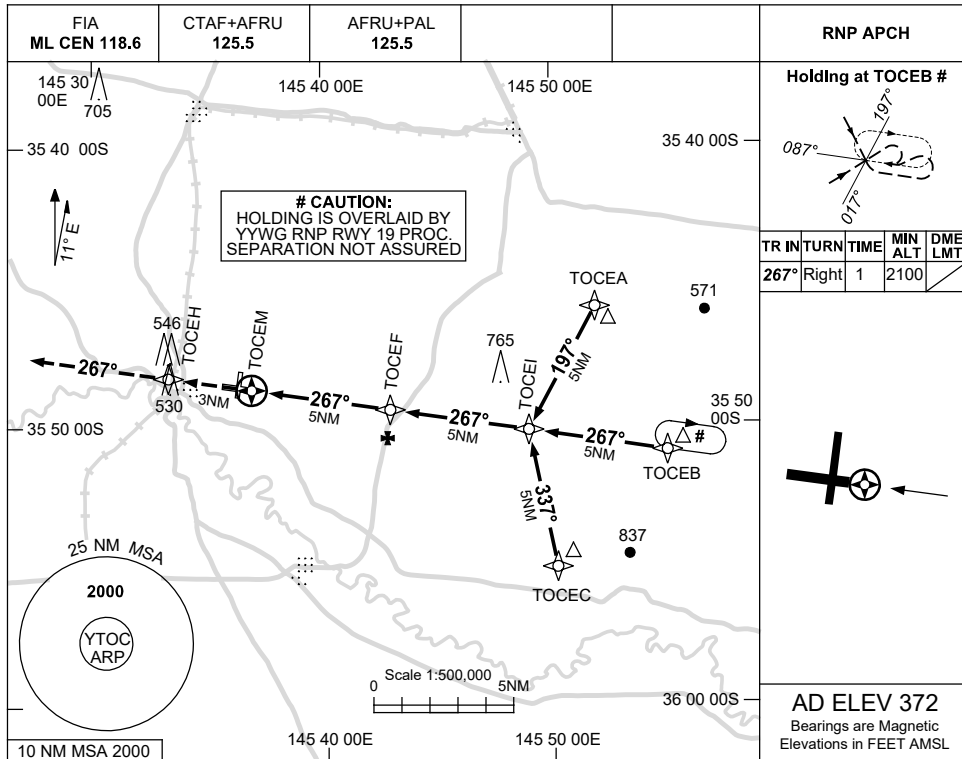 FIA
ML CEN 118.6
CTAF+AFRU
125.5
AFRU+PAL
125.5
RNP APCH
145 30
00E
145 40 00E
145 50 00E
705
35 40 00S
35 40 00S
11° E
# CAUTION:
HOLDING IS OVERLAID BY
YYWG RNP RWY 19 PROC.
SEPARATION NOT ASSURED
Holding at TOCEB #
197°
087°
017°
TR IN
TURN
TIME
MIN
ALT
DME
LMT
267°
Right
1
2100
TOCEA
571
546
TOCEH
TOCEM
TOCEF
765
TOCEI
197°
5NM
267°
530
3NM
267°
5NM
267°
5NM
267°
5NM
35 50
00S
35 50 00S
#
TOCEB
337°
5NM
837
TOCEC
25 NM MSA
2000
YTOC
ARP
Scale 1:500,000
0
5NM
36 00 00S
AD ELEV 372
Bearings are Magnetic
Elevations in FEET AMSL
10 NM MSA 2000
145 40 00E
145 50 00E